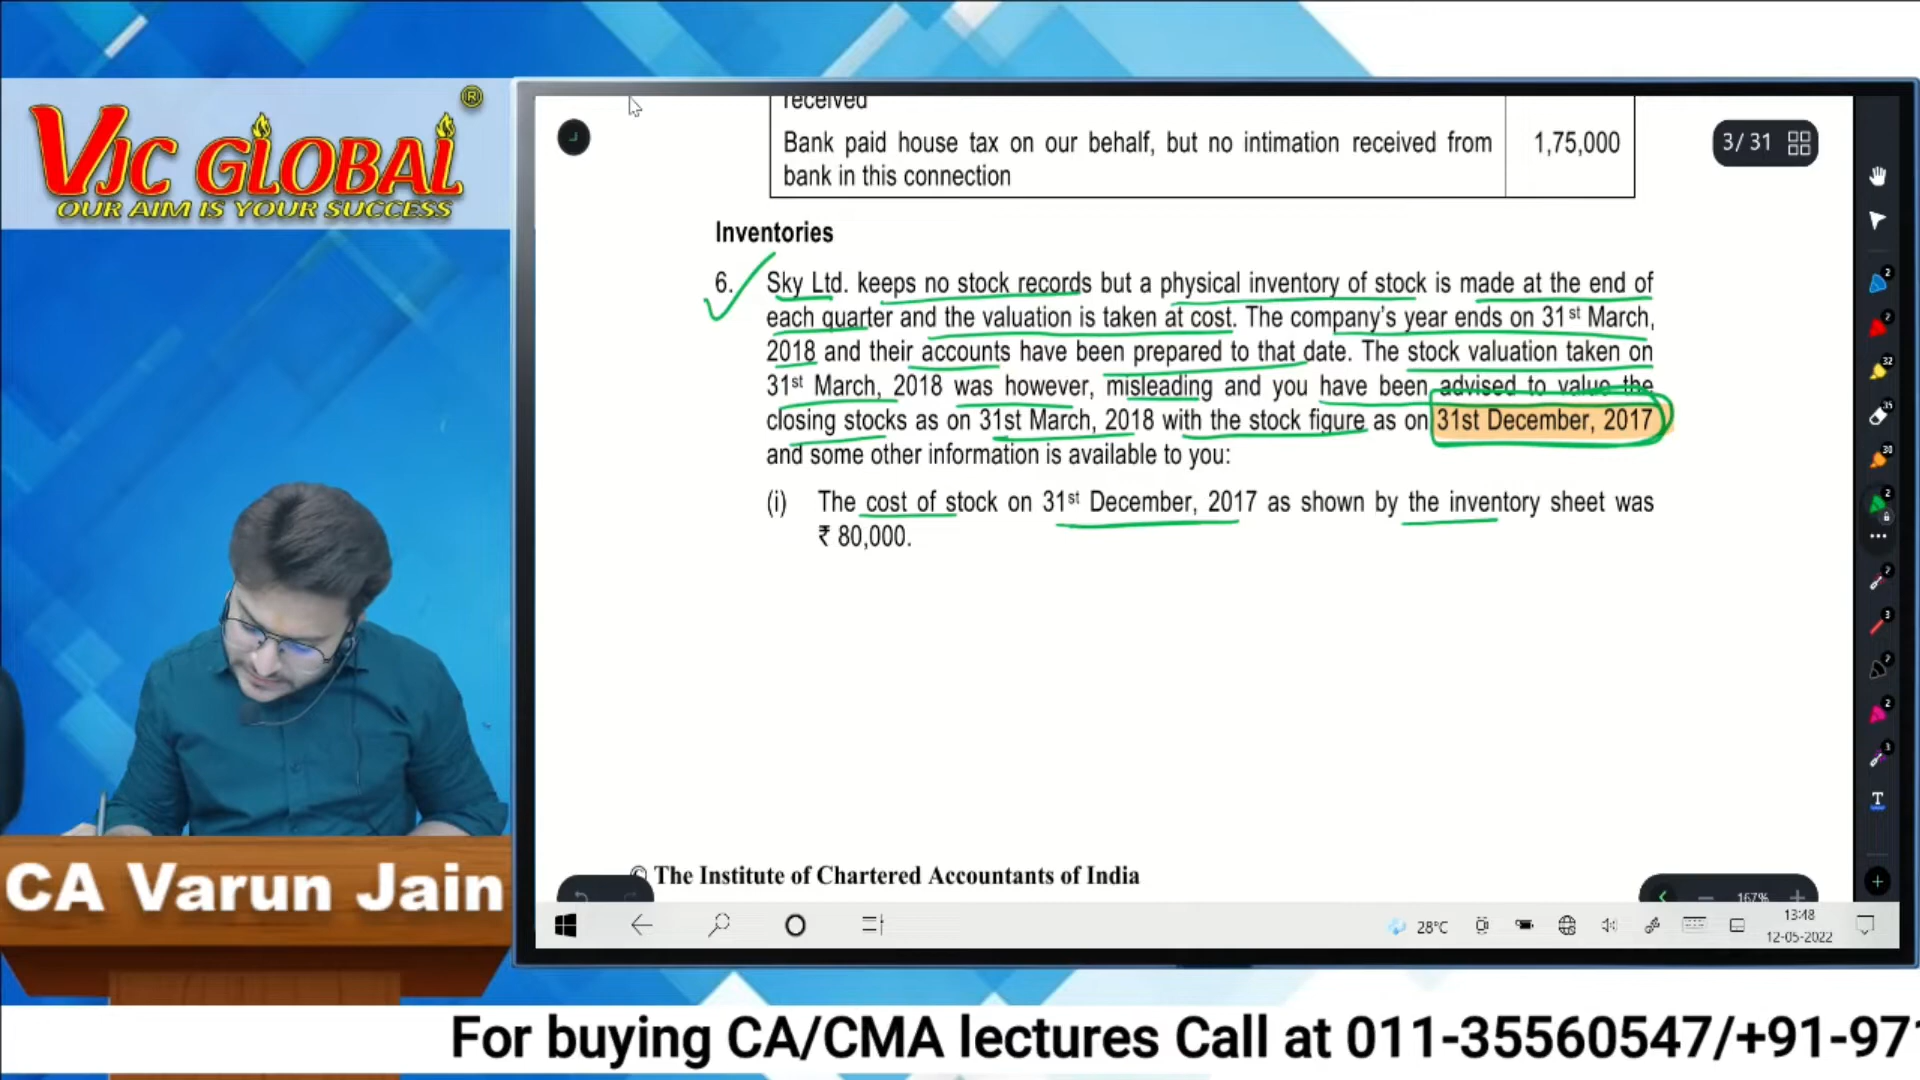 VJC GLOBAL®
OUR AIM IS YOUR SUCCESS
received
Bank paid house tax on our behalf, but no intimation received from 1,75,000
bank in this connection
3/ 31
Inventories
6. Sky Ltd. keeps no stock records but a physical inventory of stock is made at the end of
each quarter and the valuation is taken at cost. The company's year ends on 31st March,
2018 and their accounts have been prepared to that date. The stock valuation taken on
31st March, 2018 was however, misleading and you have been advised to value the
closing stocks as on 31st March, 2018 with the stock figure as on 31st December, 2017
and some other information is available to you:
(i) The cost of stock on 31st December, 2017 as shown by the inventory sheet was
₹ 80,000.
© The Institute of Chartered Accountants of India
167%
28°C
13:48
12-05-2022
CA Varun Jain
For buying CA/CMA lectures Call at 011-35560547/+91-97